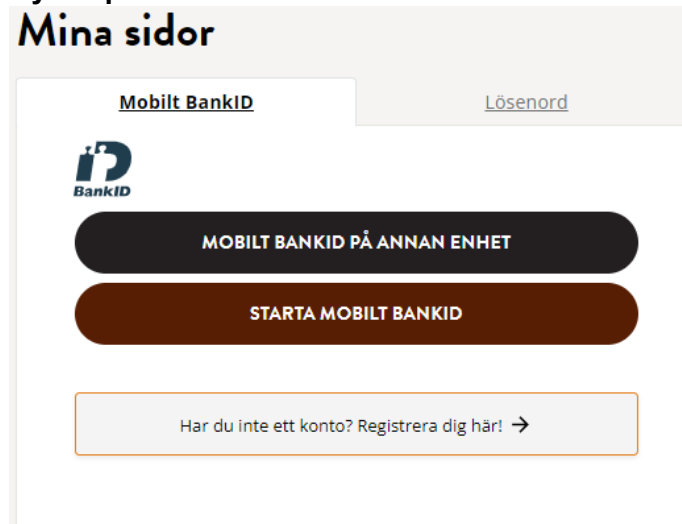 Mina sidor
Mobilt BankID
Lösenord
BankID
MOBILT BANKID PÅ ANNAN ENHET
STARTA MOBILT BANKID
Har du inte ett konto? Registrera dig här! →